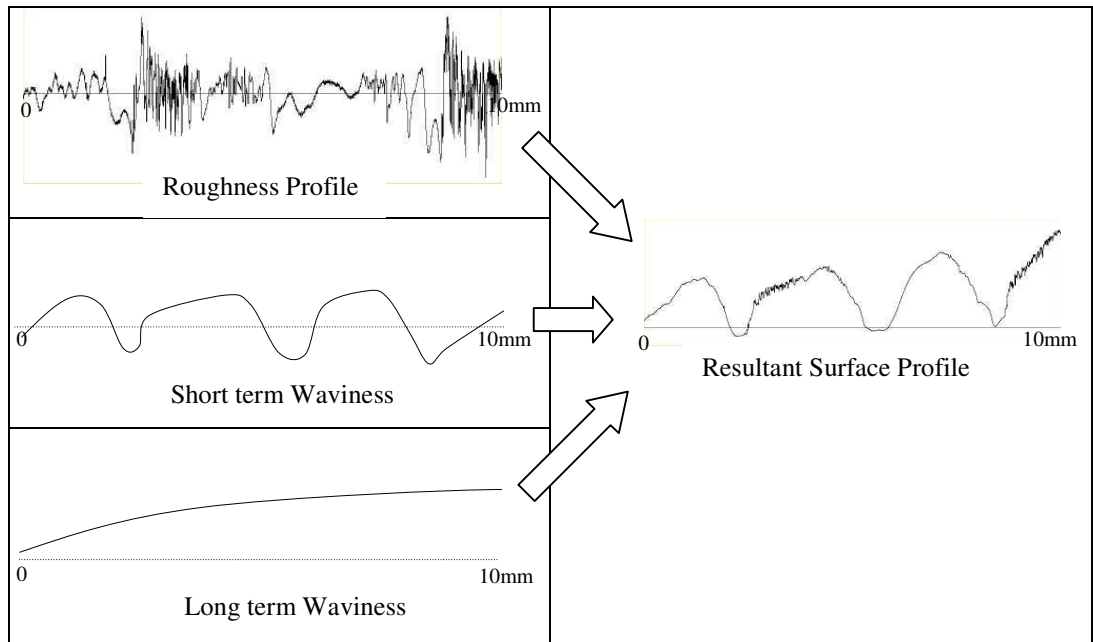 0
10mm
Roughness Profile
0
10mm
Short term Waviness
0
10mm
Long term Waviness
0
10mm
Resultant Surface Profile